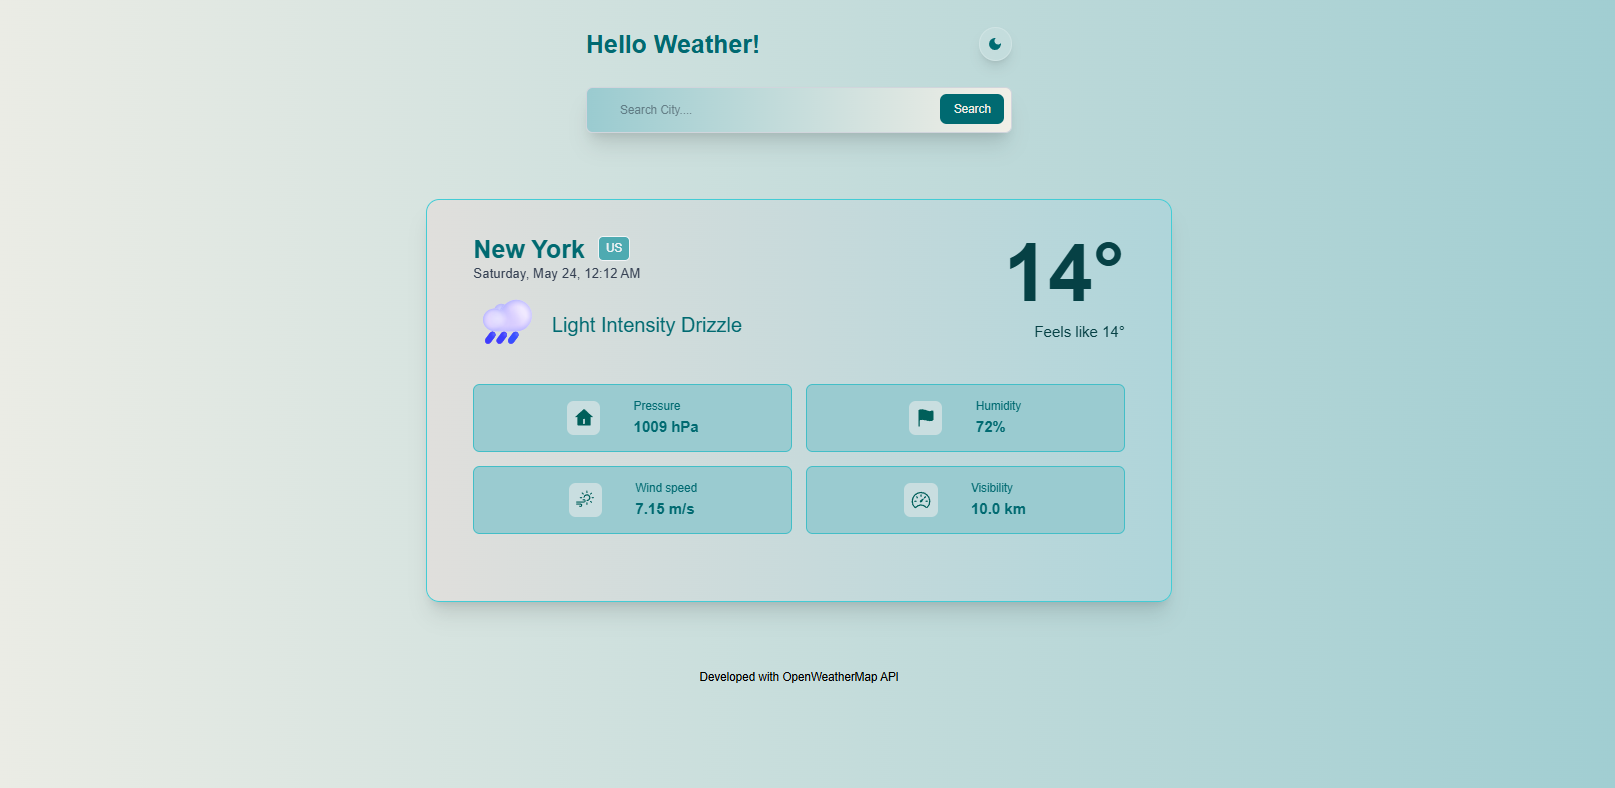 Hello Weather!
Search City....
Search
New York US
Saturday, May 24, 12:12 AM
Light Intensity Drizzle
14°
Feels like 14°
Pressure
1009 hPa
Humidity
72%
Wind speed
7.15 m/s
Visibility
10.0 km
Developed with OpenWeatherMap API